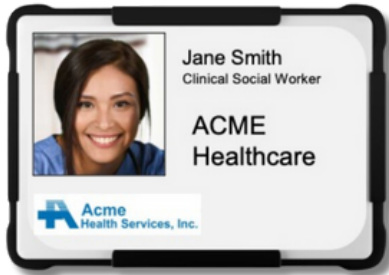 Jane Smith
Clinical Social Worker
ACME
Healthcare
Acme
Health Services, Inc.